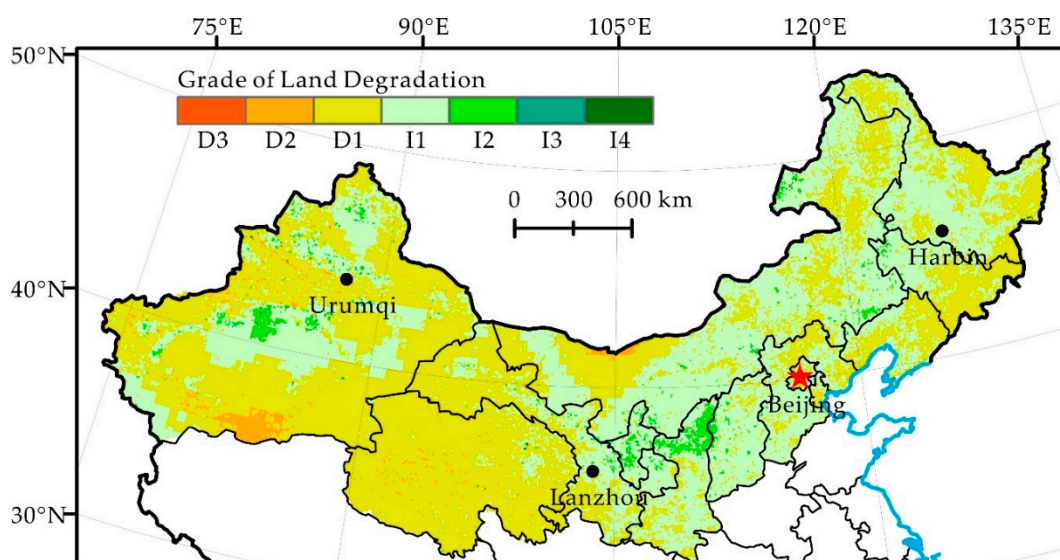 75°E 90°E 105°E 120°E 135°E
50°N
Grade of Land Degradation
D3 D2 D1 I1 I2 I3 I4
0 300 600 km
Harbin
40°N
Urumqi
Beijing
Lanzhou
30°N